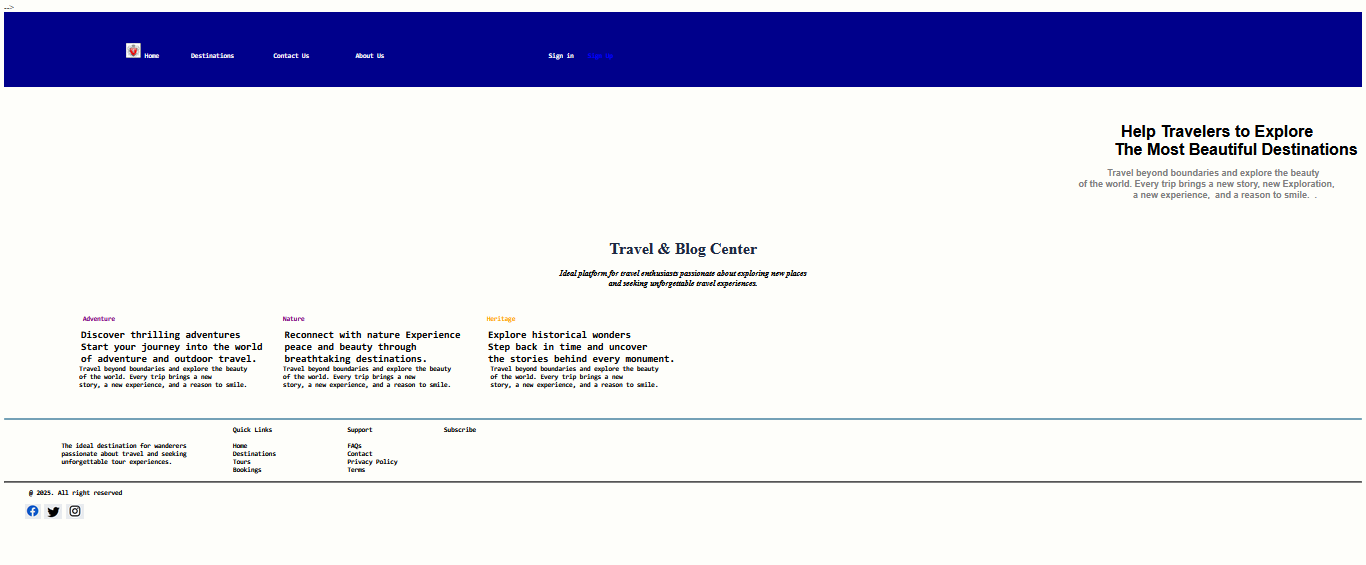 -->
Home Destinations Contact Us About Us Sign in Sign Up
Help Travelers to Explore
The Most Beautiful Destinations
Travel beyond boundaries and explore the beauty
of the world. Every trip brings a new story, new Exploration,
a new experience, and a reason to smile. .
Travel & Blog Center
Ideal platform for travel enthusiasts passionate about exploring new places
and seeking unforgettable travel experiences.
Adventure
Discover thrilling adventures
Start your journey into the world
of adventure and outdoor travel.
Travel beyond boundaries and explore the beauty
of the world. Every trip brings a new
story, a new experience, and a reason to smile.
Nature
Reconnect with nature Experience
peace and beauty through
breathtaking destinations.
Travel beyond boundaries and explore the beauty
of the world. Every trip brings a new
story, a new experience, and a reason to smile.
Heritage
Explore historical wonders
Step back in time and uncover
the stories behind every monument.
Travel beyond boundaries and explore the beauty
of the world. Every trip brings a new
story, a new experience, and a reason to smile.
The ideal destination for wanderers
passionate about travel and seeking
unforgettable tour experiences.
Quick Links
Home
Destinations
Tours
Bookings
Support
FAQs
Contact
Privacy Policy
Terms
Subscribe
@ 2025. All right reserved